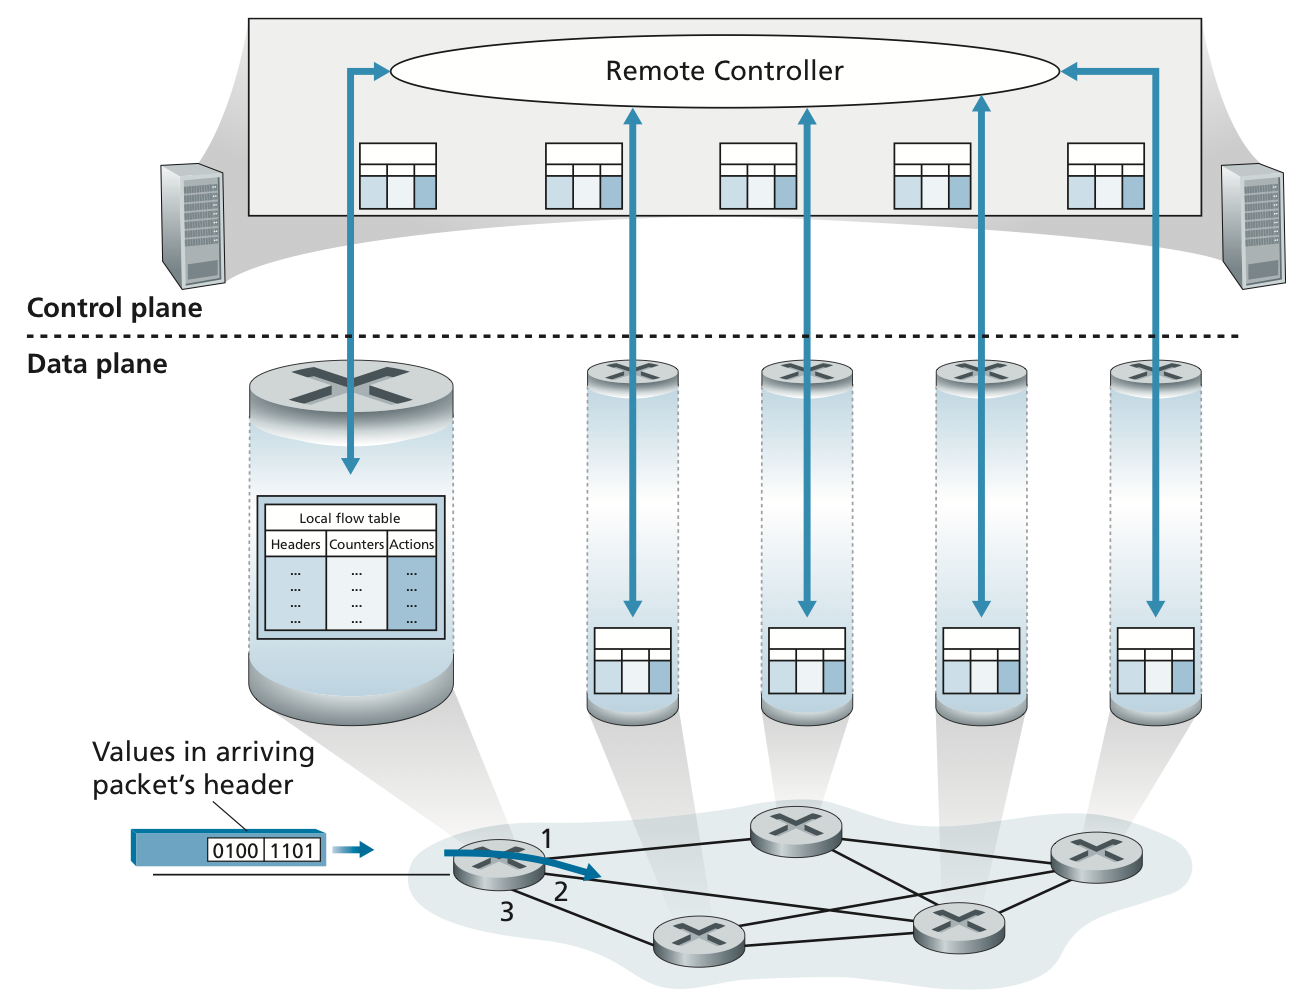 Remote Controller
Control plane
Data plane
Local flow table
Headers Counters Actions
... ... ...
... ... ...
... ... ...
... ... ...
Values in arriving
packet’s header
0100 1101
1
2
3